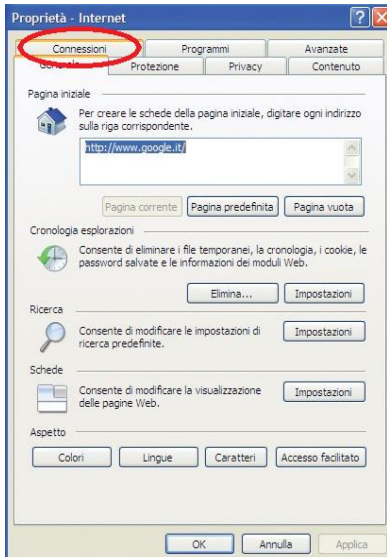 Proprietà - Internet
Connessioni Programmi Avanzate
Generale Protezione Privacy Contenuto
Pagina iniziale
Per creare le schede della pagina iniziale, digitare ogni indirizzo
sulla riga corrispondente.
http://www.google.it/
Pagina corrente Pagina predefinita Pagina vuota
Cronologia esplorazioni
Consente di eliminare i file temporanei, la cronologia, i cookie, le
password salvate e le informazioni dei moduli Web.
Elimina... Impostazioni
Ricerca
Consente di modificare le impostazioni di
ricerca predefinite.
Impostazioni
Schede
Consente di modificare la visualizzazione
delle pagine Web.
Impostazioni
Aspetto
Colori Lingue Caratteri Accesso facilitato
OK Annulla Applica